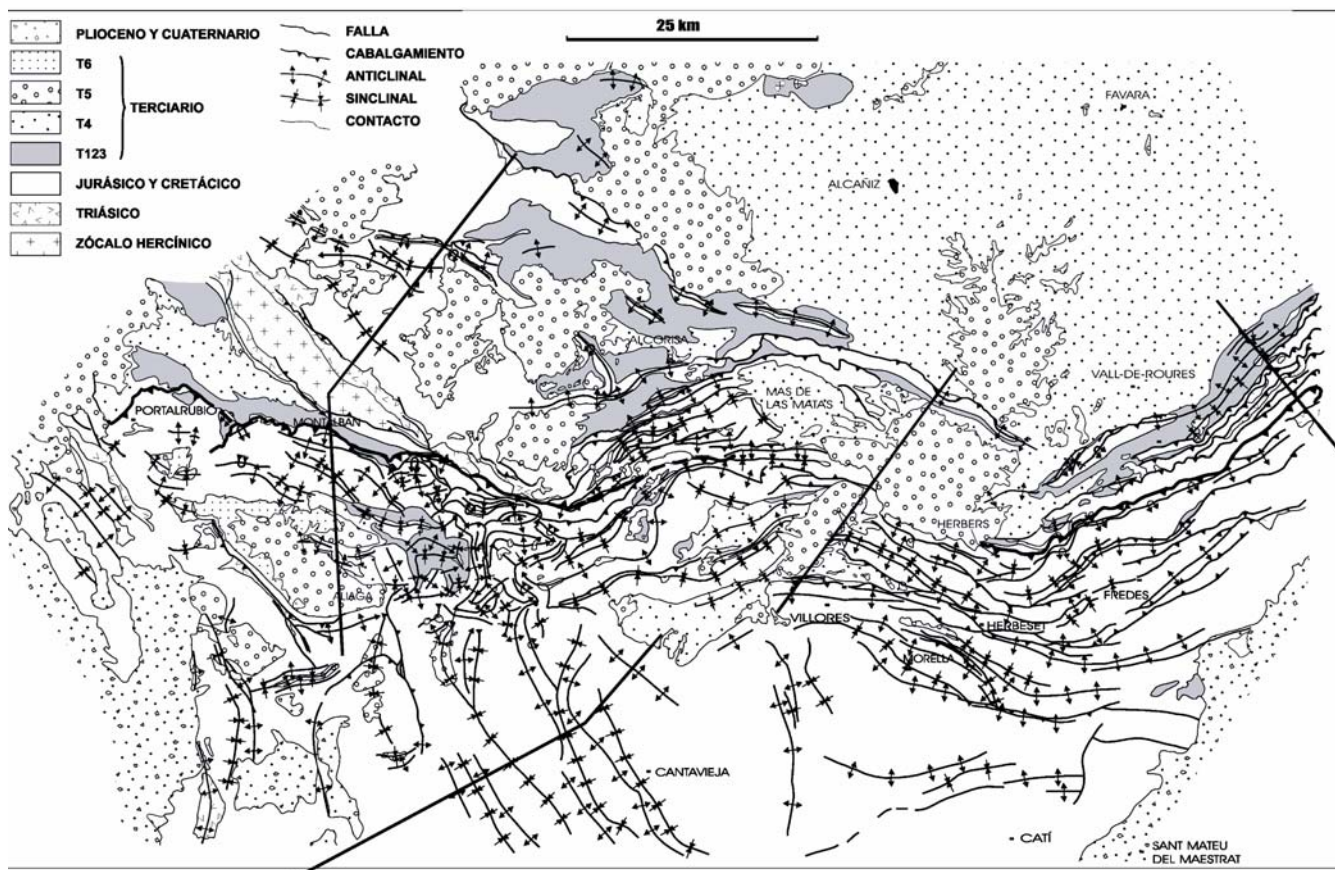 PLIOCENO Y CUATERNARIO
T6
T5
TERCIARIO
T4
T123
JURÁSICO Y CRETÁCICO
TRIÁSICO
ZÓCALO HERCÍNICO
FALLA
CABALGAMIENTO
ANTICLINAL
SINCLINAL
CONTACTO
25 km
FAVARA
ALCAÑIZ
ALCORISA
VALL-DE-ROURES
MAS DE
LAS MATAS
PORTALRUBIO
MONTALBAN
HERBERS
ALIAGA
FREDES
VILLORES
HERBESET
MORELLA
CANTAVIEJA
CATÍ
SANT MATEU
DEL MAESTRAT